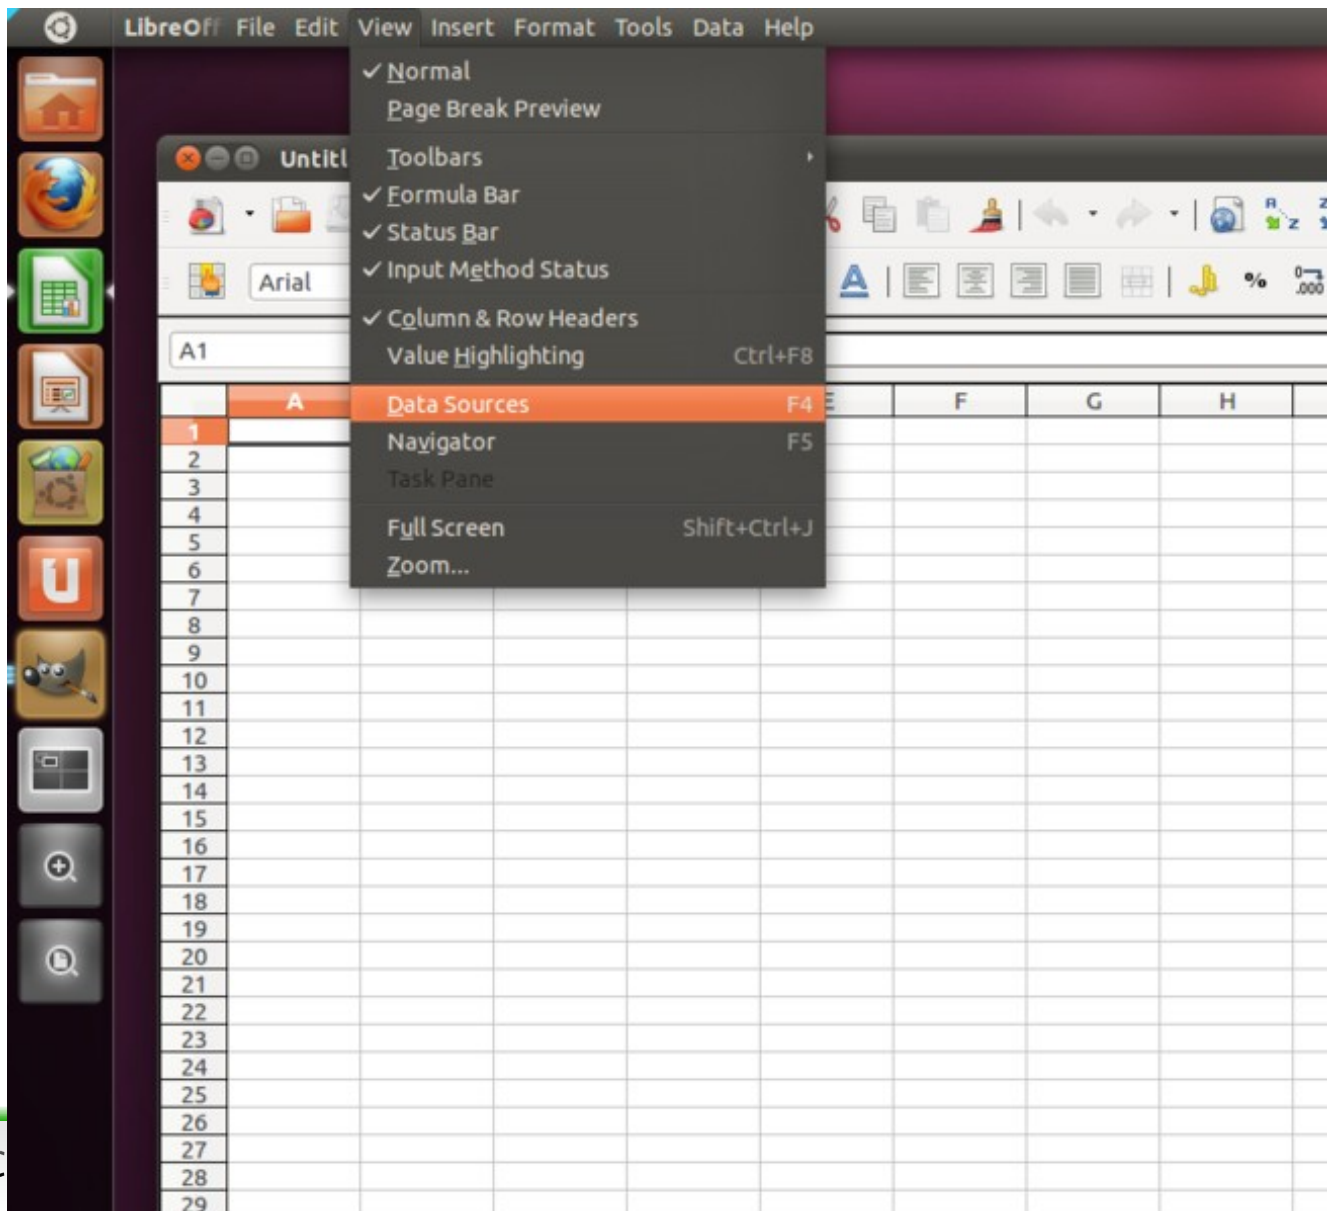 LibreOff File Edit View Insert Format Tools Data Help
Normal
Page Break Preview
Untitl
Toolbars
Formula Bar
Status Bar
Input Method Status
Arial
% 0 .000
Column & Row Headers
A1
Value Highlighting Ctrl+F8
A Data Sources F4 E F G H
1
Navigator F5
2
Task Pane
3
4
Full Screen Shift+Ctrl+J
5
Zoom...
6
7
8
9
10
11
12
13
14
15
16
17
18
19
20
21
22
23
24
25
26
27
28
29